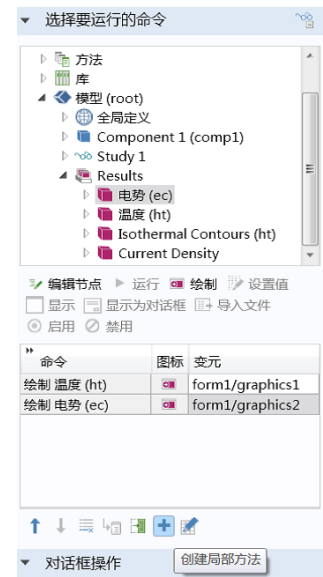 选择要运行的命令
方法
库
模型 (root)
全局定义
Component 1 (comp1)
Study 1
Results
电势 (ec)
温度 (ht)
Isothermal Contours (ht)
Current Density
编辑节点 运行 绘制 设置值
显示 显示为对话框 导入文件
启用 禁用
命令 图标 变元
绘制 温度 (ht) form1/graphics1
绘制 电势 (ec) form1/graphics2
创建局部方法
对话框操作